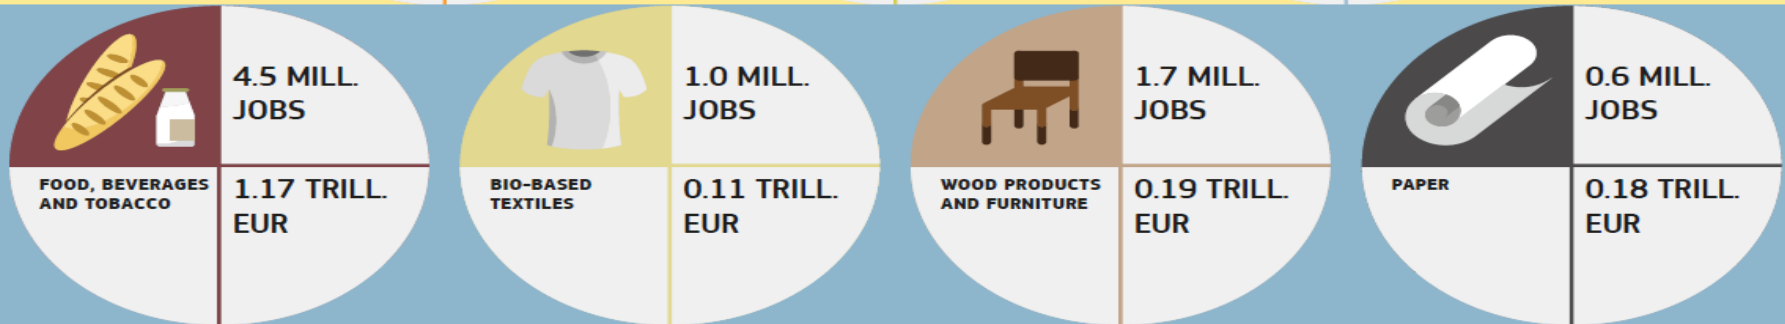 4.5 MILL.
JOBS
FOOD, BEVERAGES
AND TOBACCO
1.17 TRILL.
EUR
1.0 MILL.
JOBS
BIO-BASED
TEXTILES
0.11 TRILL.
EUR
1.7 MILL.
JOBS
WOOD PRODUCTS
AND FURNITURE
0.19 TRILL.
EUR
0.6 MILL.
JOBS
PAPER
0.18 TRILL.
EUR